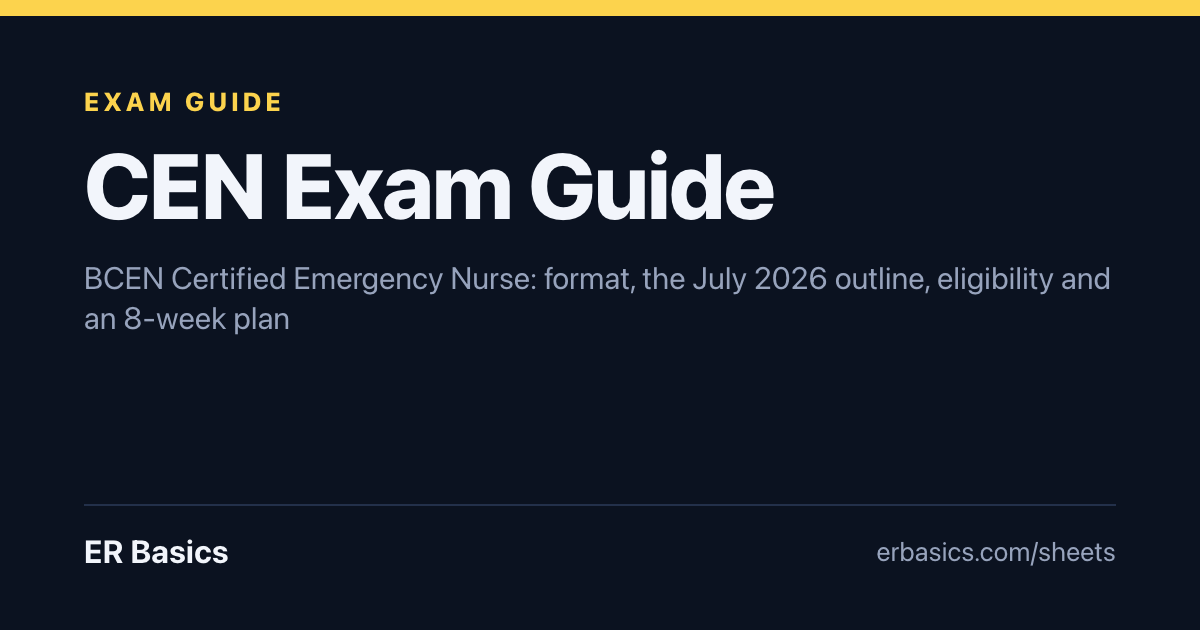 EXAM GUIDE
CEN Exam Guide
BCEN Certified Emergency Nurse: format, the July 2026 outline, eligibility and
an 8-week plan
ER Basics
erbasics.com/sheets